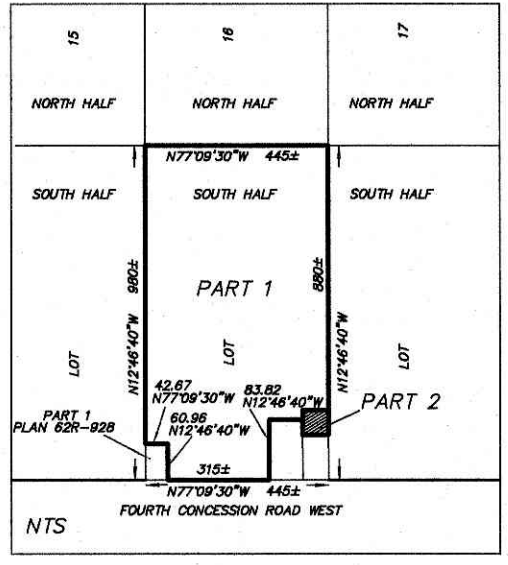 15
16
17
NORTH HALF
NORTH HALF
NORTH HALF
N77°09'30"W 445±
SOUTH HALF
SOUTH HALF
SOUTH HALF
980±
N12°46'40"W
PART 1
880±
N12°46'40"W
LOT
LOT
LOT
42.67
N77°09'30"W
83.82
N12°46'40"W
PART 2
PART 1
PLAN 62R-928
60.96
N12°46'40"W
315±
N77°09'30"W 445±
FOURTH CONCESSION ROAD WEST
NTS